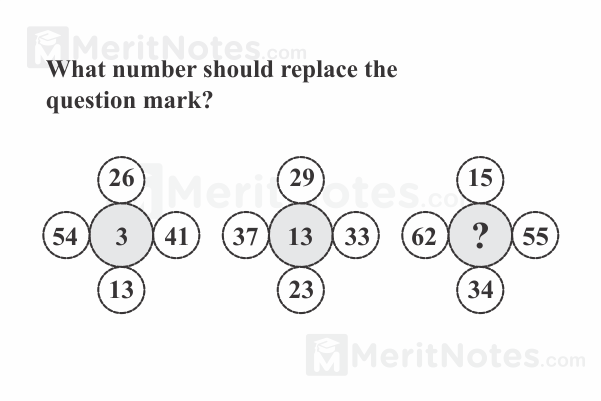 MeritNotes.com
What number should replace the
question mark?
MeritNotes.com
26 29 15
54 3 41 37 13 33 62 ? 55
13 23 34
MeritNotes.com